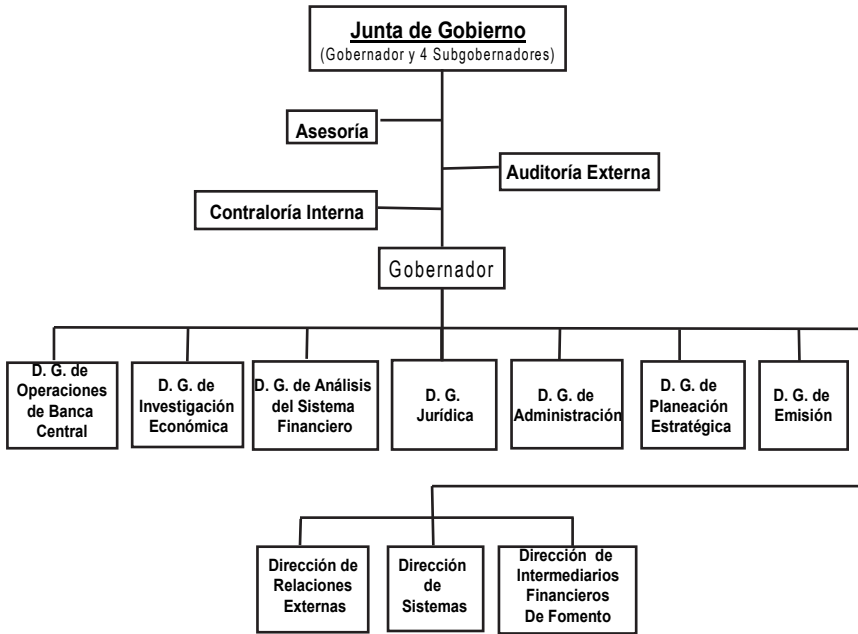 Junta de Gobierno
(Gobernador y 4 Subgobernadores)
Asesoría
Auditoría Externa
Contraloría Interna
Gobernador
D. G. de
Operaciones
de Banca
Central
D. G. de
Investigación
Económica
D. G. de Análisis
del Sistema
Financiero
D. G.
Jurídica
D. G. de
Administración
D. G. de
Planeación
Estratégica
D. G. de
Emisión
Dirección de
Relaciones
Externas
Dirección
de
Sistemas
Dirección de
Intermediarios
Financieros
De Fomento